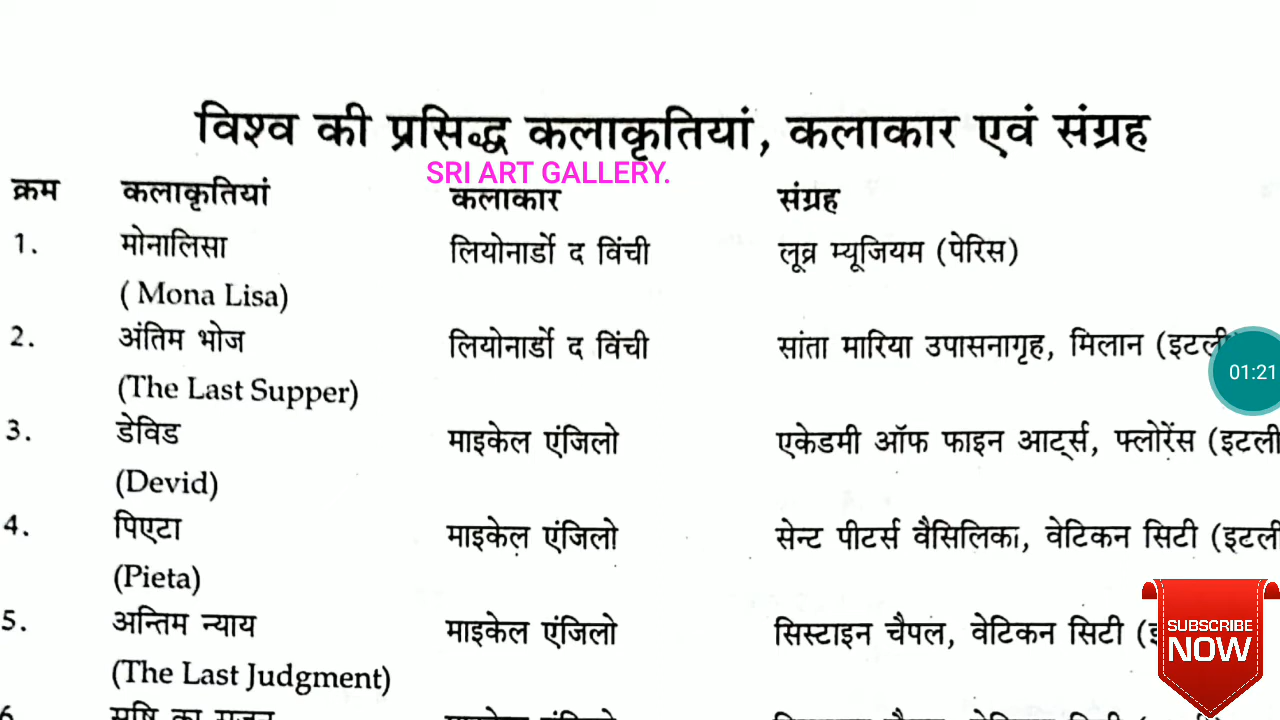 विश्व की प्रसिद्ध कलाकृतियां, कलाकार एवं संग्रह
SRI ART GALLERY.
क्रम कलाकृतियां कलाकार संग्रह
1. मोनालिसा लियोनार्डो द विंची लूव्र म्यूजियम (पेरिस)
( Mona Lisa)
2. अंतिम भोज लियोनार्डो द विंची सांता मारिया उपासनागृह, मिलान (इटली)
01:21
(The Last Supper)
3. डेविड माइकेल एंजिलो एकेडमी ऑफ फाइन आर्ट्स, फ्लोरेंस (इटली
(Devid)
4. पिएटा माइकेल एंजिलो सेन्ट पीटर्स वैसिलिका, वेटिकन सिटी (इटली
(Pieta)
5. अन्तिम न्याय माइकेल एंजिलो सिस्टाइन चैपल, वेटिकन सिटी (इ
SUBSCRIBE
NOW
(The Last Judgment)
6